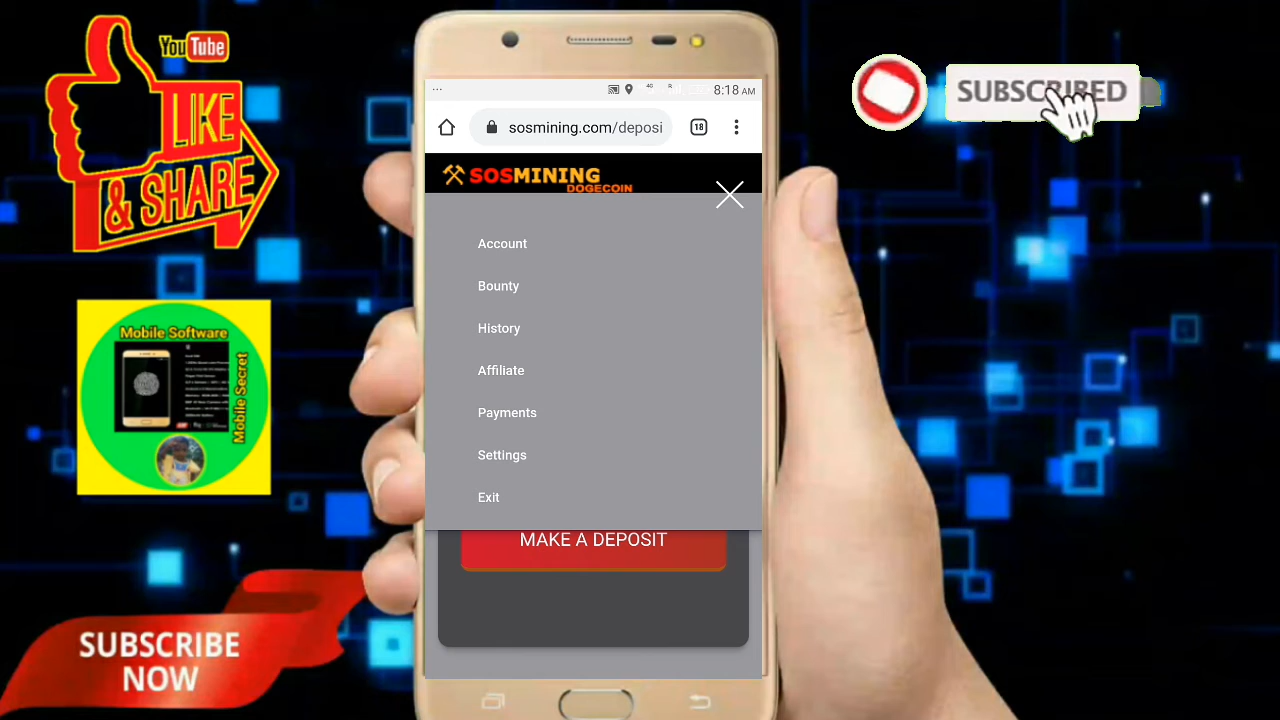 YouTube
LIKE
& SHARE
Mobile Software
Mobile Secret
SUBSCRIBE
NOW
SUBSCRIBED
8:18 AM
sosmining.com/deposi
18
SOSMINING
DOGECOIN
Account
Bounty
History
Affiliate
Payments
Settings
Exit
MAKE A DEPOSIT